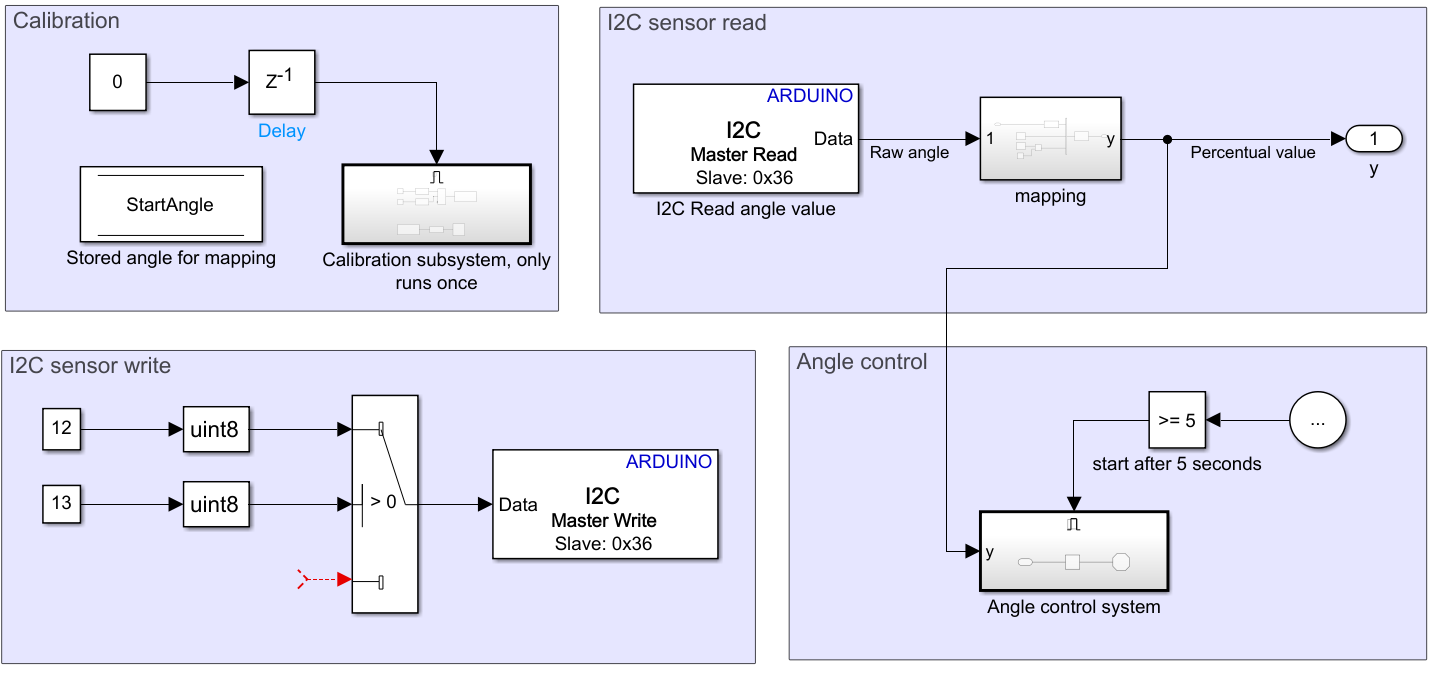 Calibration
0
Z-1
Delay
StartAngle
Stored angle for mapping
Calibration subsystem, only
runs once
I2C sensor read
ARDUINO
I2C
Master Read
Slave: 0x36
Data
I2C Read angle value
Raw angle
1
y
mapping
Percentual value
1
y
I2C sensor write
12
uint8
13
uint8
> 0
ARDUINO
Data
I2C
Master Write
Slave: 0x36
Angle control
>= 5
...
start after 5 seconds
y
Angle control system